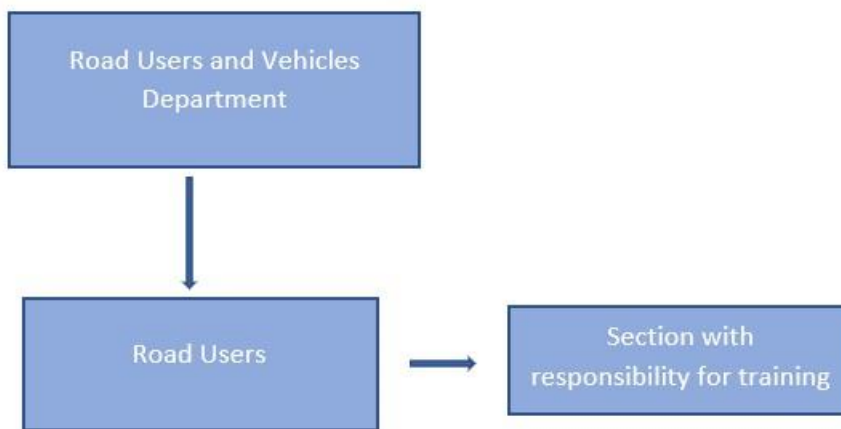 Road Users and Vehicles
Department
Road Users
Section with
responsibility for training